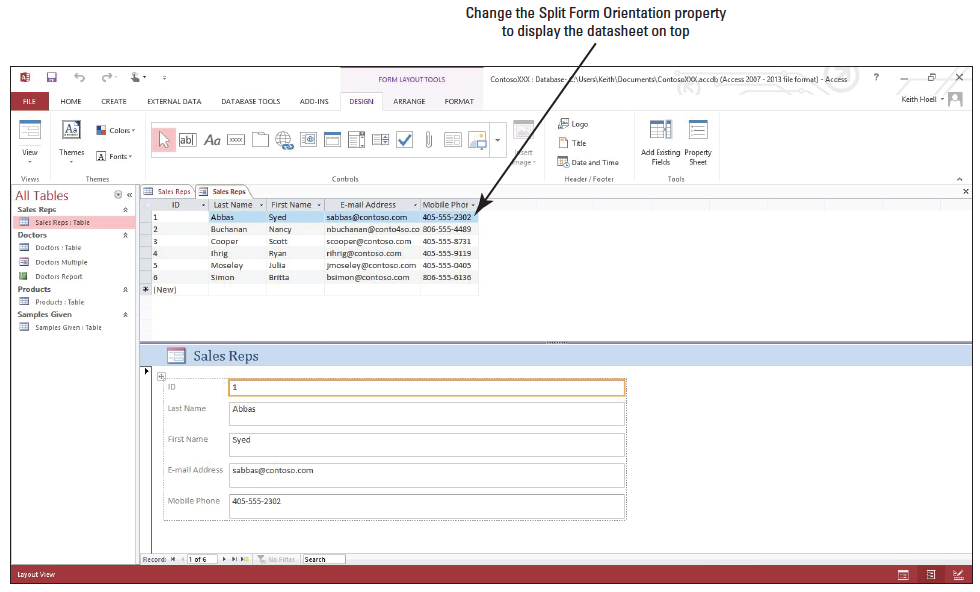 Change the Split Form Orientation property
to display the datasheet on top
FORM LAYOUT TOOLS
ContosoXXX : Database- C:\Users\Keith\Documents\ContosoXXX.accdb (Access 2007 - 2013 file format) - Access
FILE HOME CREATE EXTERNAL DATA DATABASE TOOLS ADD-INS DESIGN ARRANGE FORMAT Keith Hoell
View Themes Colors Fonts
Aa ab| Aa xxxx
Insert Image
Logo
Title
Date and Time
Add Existing Fields Property Sheet
Views Themes Controls Header / Footer Tools
All Tables
Sales Reps
Sales Reps : Table
Doctors
Doctors : Table
Doctors Multiple
Doctors Report
Products
Products : Table
Samples Given
Samples Given : Table
Sales Reps Sales Reps
ID Last Name First Name E-mail Address Mobile Phor
1 Abbas Syed sabbas@contoso.com 405-555-2302
2 Buchanan Nancy nbuchanan@conto4so.co 806-555-4489
3 Cooper Scott scooper@contoso.com 405-555-8731
4 Ihrig Ryan rihrig@contoso.com 405-555-9119
5 Moseley Julia jmoseley@contoso.com 405-555-0405
6 Simon Britta bsimon@contoso.com 806-555-6136
(New)
Sales Reps
ID 1
Last Name Abbas
First Name Syed
E-mail Address sabbas@contoso.com
Mobile Phone 405-555-2302
Record: 1 of 6 No Filter Search
Layout View